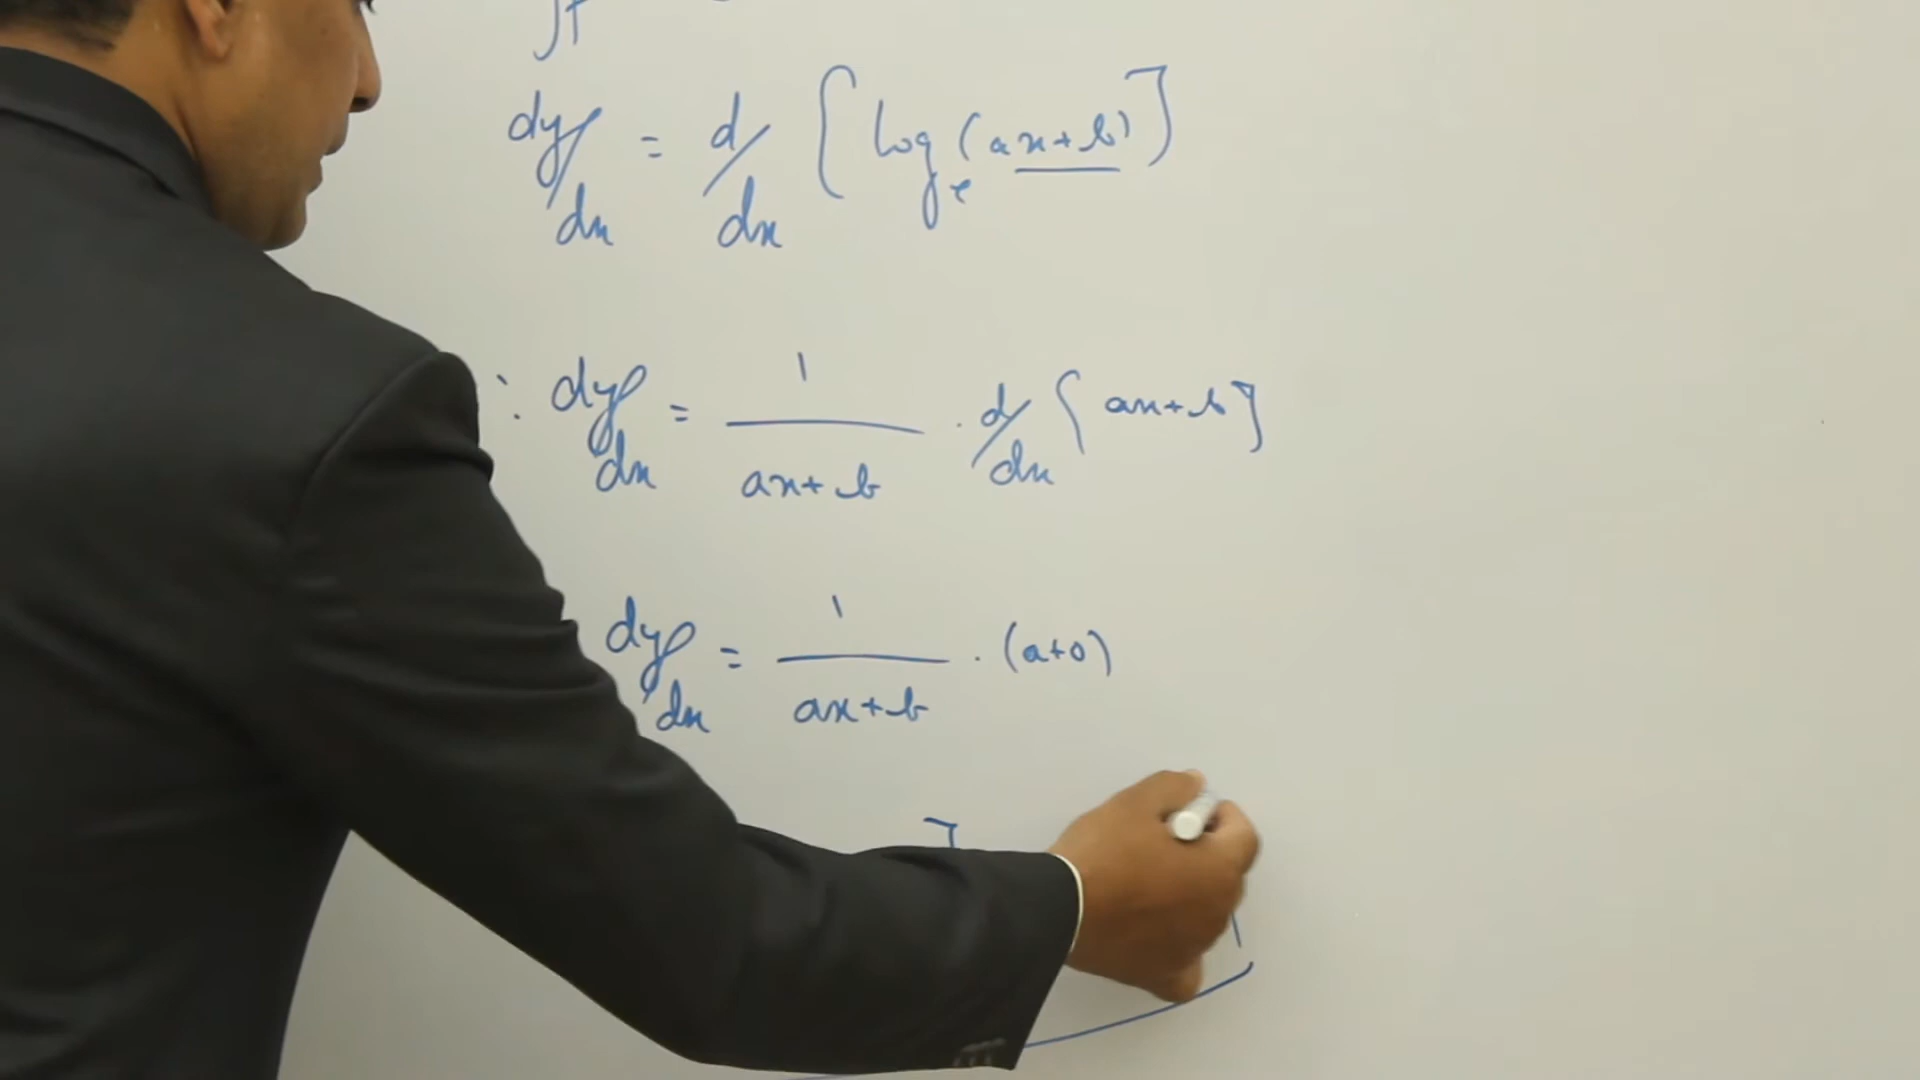 dy/dx = d/dx [log_e (ax+b)]
∴ dy/dx = 1/(ax+b) . d/dx [ax+b]
dy/dx = 1/(ax+b) . (a+0)